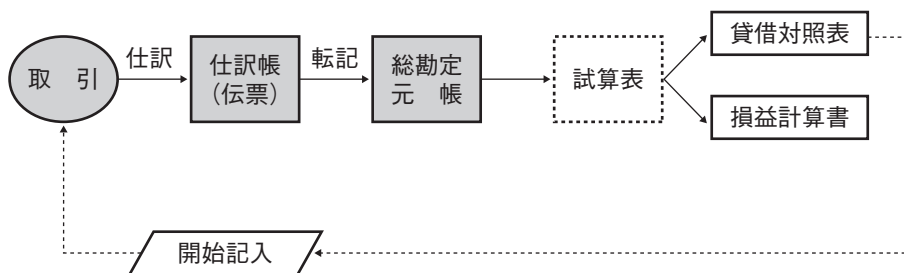 取　引
仕訳
仕訳帳
（伝票）
転記
総勘定
元　帳
試算表
貸借対照表
損益計算書
開始記入